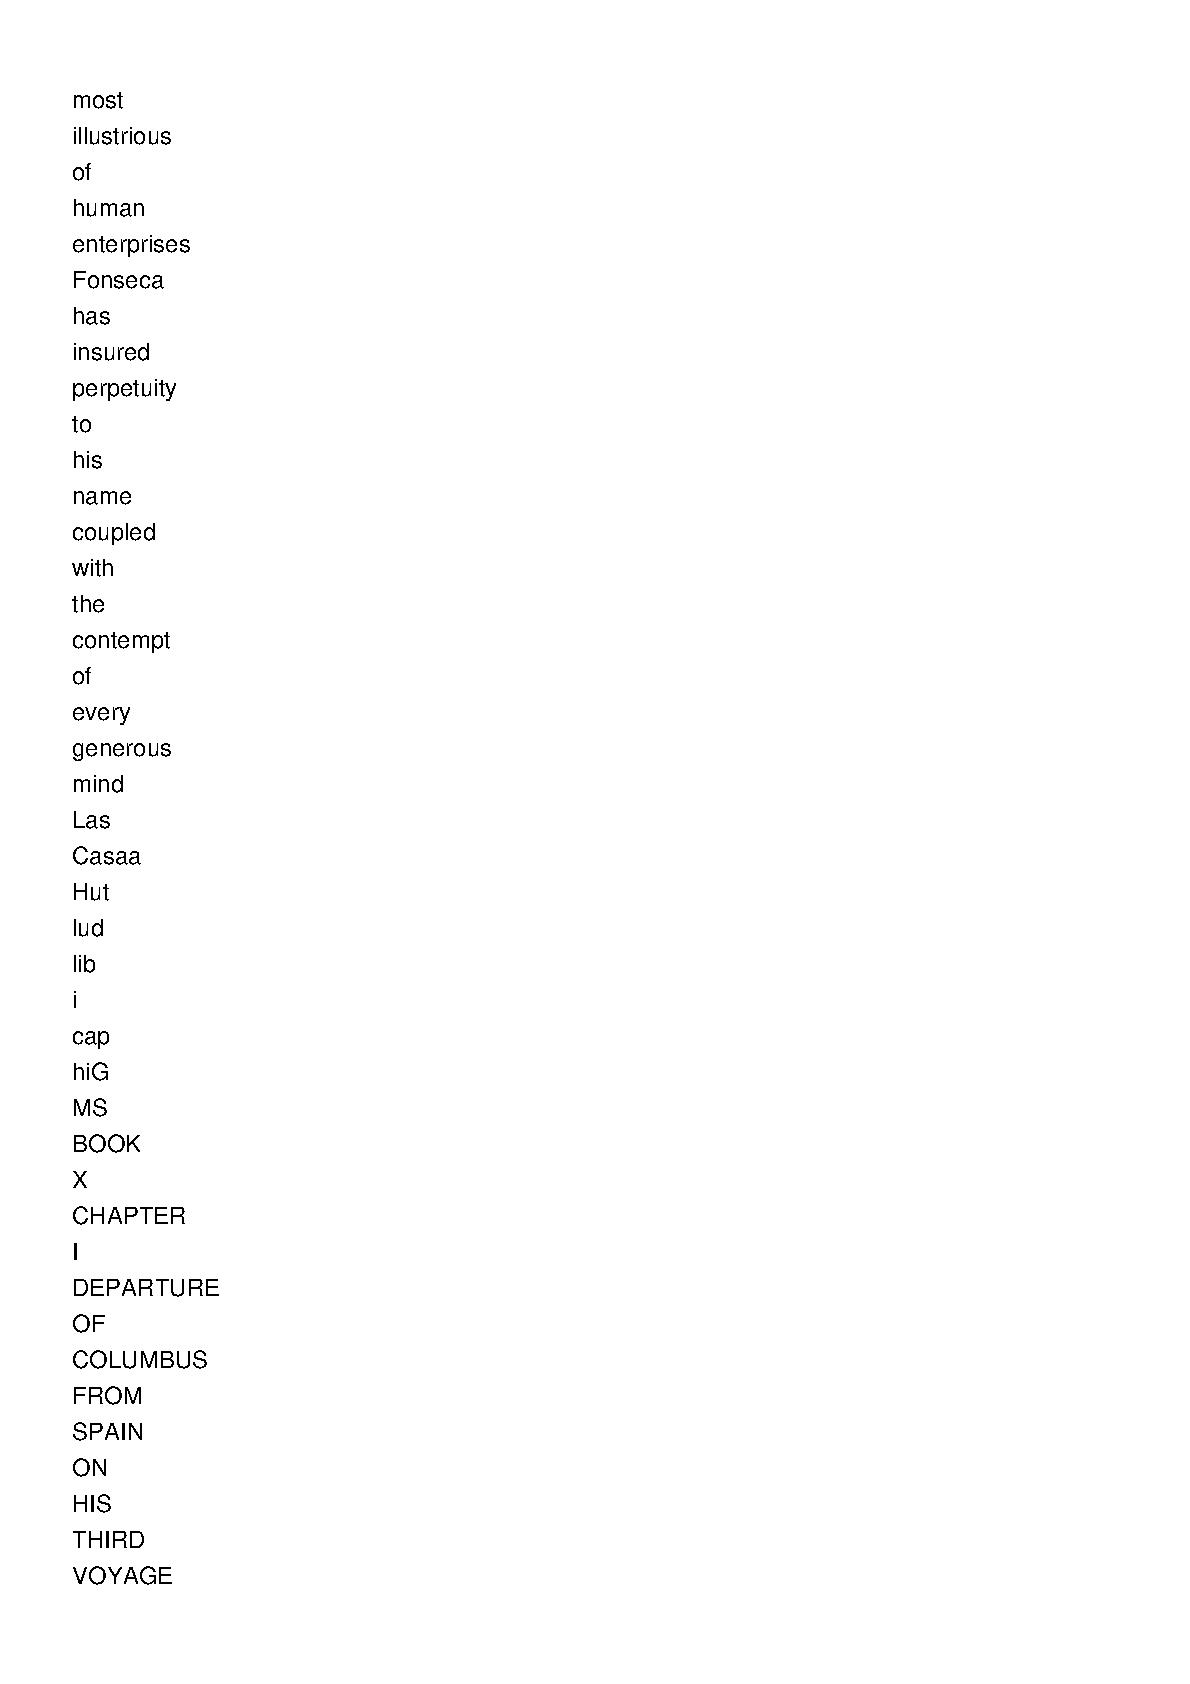 most
illustrious
of
human
enterprises
Fonseca
has
insured
perpetuity
to
his
name
coupled
with
the
contempt
of
every
generous
mind
Las
Casaa
Hut
lud
lib
i
cap
hiG
MS
BOOK
X
CHAPTER
I
DEPARTURE
OF
COLUMBUS
FROM
SPAIN
ON
HIS
THIRD
VOYAGE